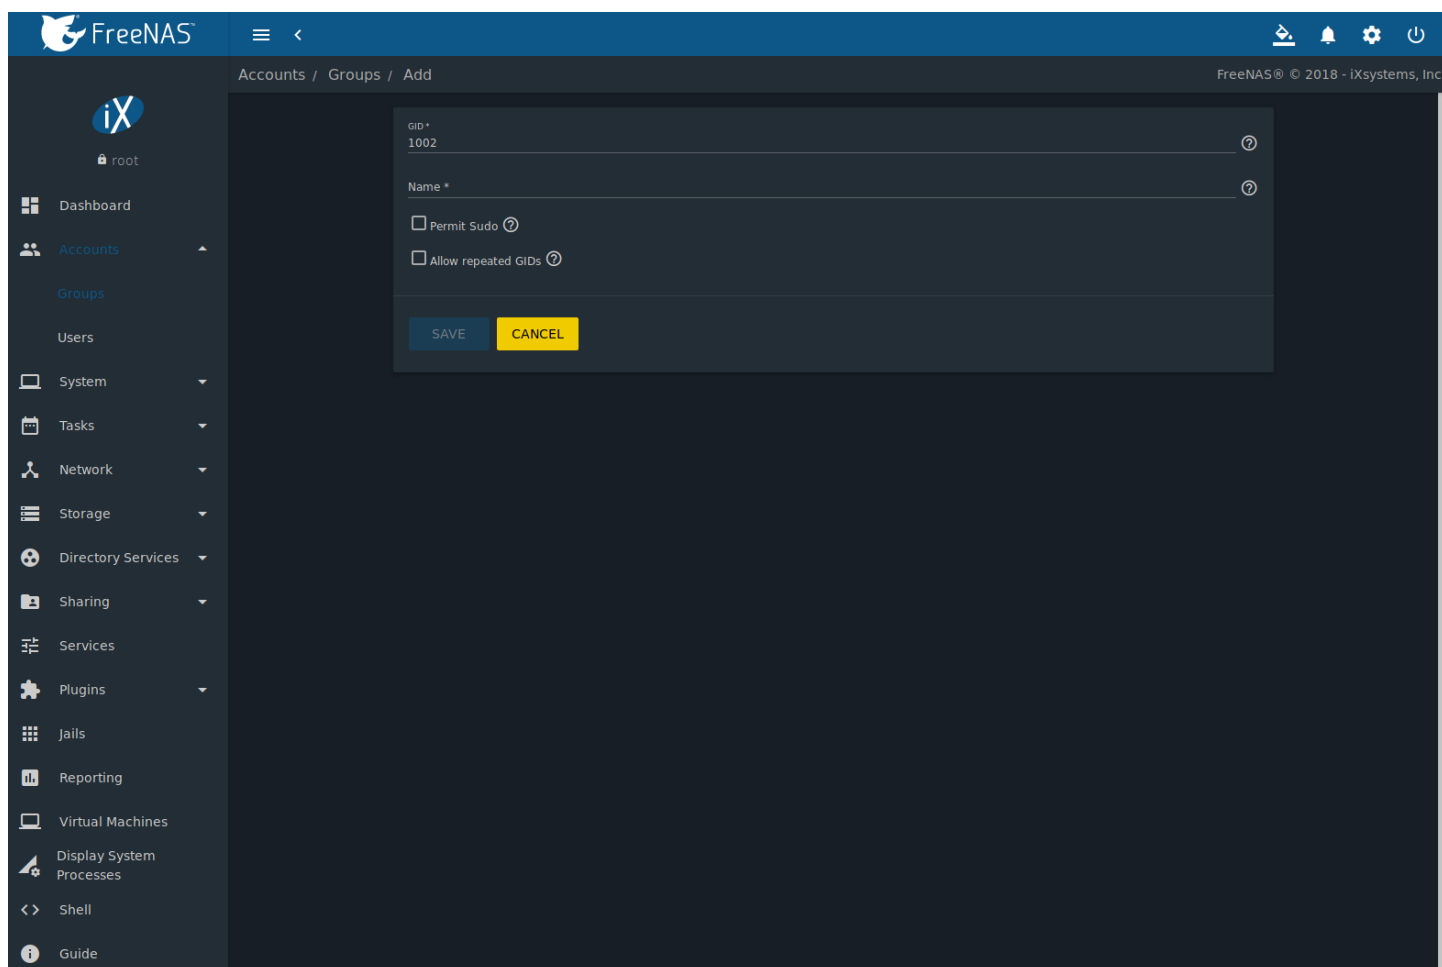 FreeNAS™
Accounts / Groups / Add
FreeNAS® © 2018 - iXsystems, Inc
iX
root
Dashboard
Accounts
Groups
Users
System
Tasks
Network
Storage
Directory Services
Sharing
Services
Plugins
Jails
Reporting
Virtual Machines
Display System
Processes
Shell
Guide
GID *
1002
Name *
Permit Sudo
Allow repeated GIDs
SAVE CANCEL